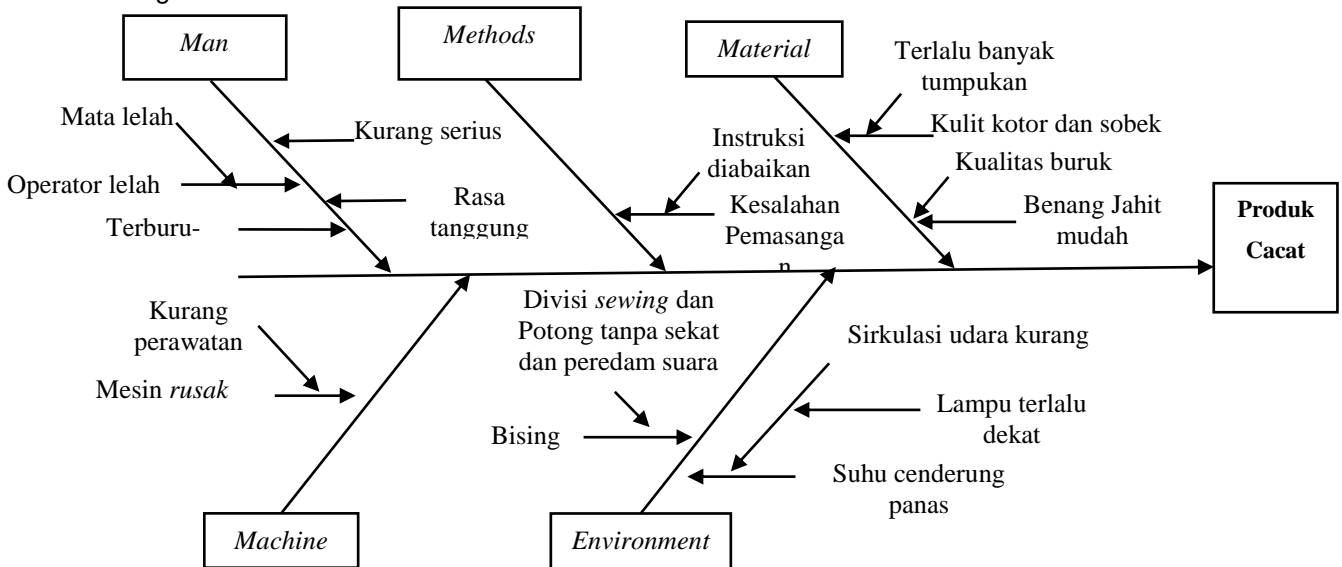 Man
Methods
Material
Terlalu banyak
tumpukan
Mata lelah
Kurang serius
Instruksi
diabaikan
Kulit kotor dan sobek
Kualitas buruk
Operator lelah
Rasa
tanggung
Terburu-
Kesalahan
Pemasanga
n
Benang Jahit
mudah
Produk
Cacat
Kurang
perawatan
Mesin rusak
Divisi sewing dan
Potong tanpa sekat
dan peredam suara
Bising
Sirkulasi udara kurang
Lampu terlalu
dekat
Suhu cenderung
panas
Machine
Environment